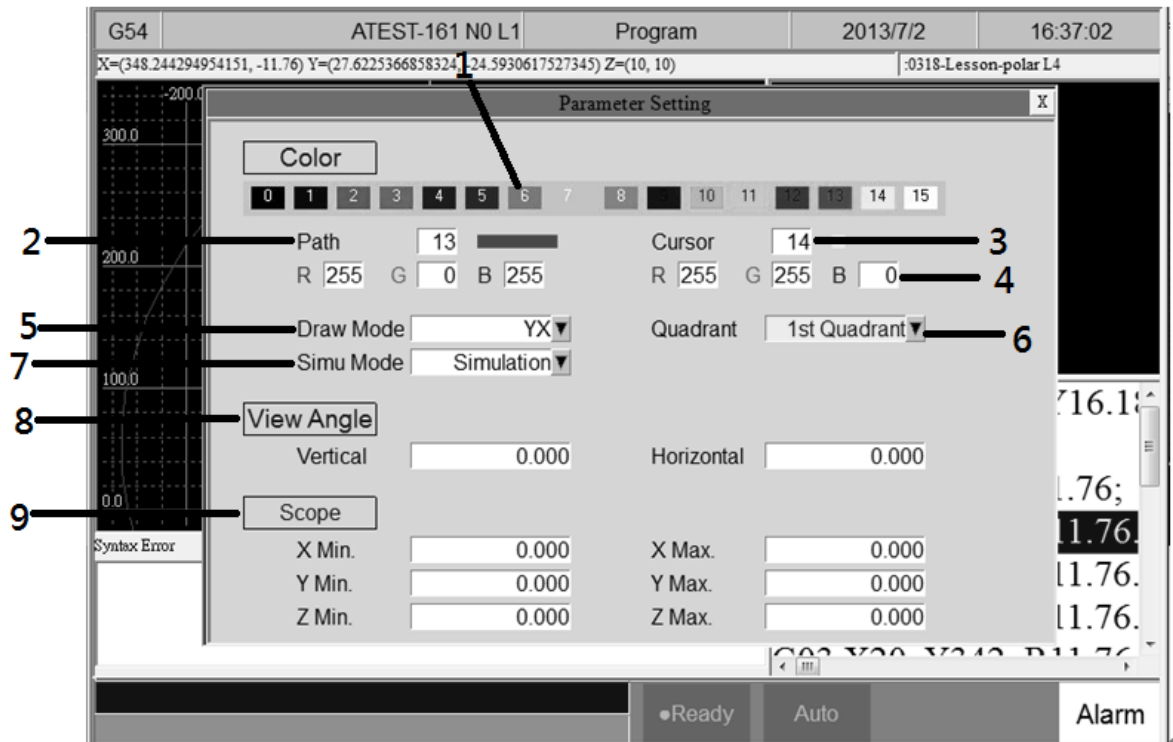 G54 ATEST-161 N0 L1 Program 2013/7/2 16:37:02
X=(348.244294954151, -11.76) Y=(27.6225366858324, -24.5930617527345) Z=(10, 10) :0318-Lesson-polar L4
1
-200.0
Parameter Setting X
300.0
Color
0 1 2 3 4 5 6 7 8 9 10 11 12 13 14 15
2 Path 13 Cursor 14 3
200.0
R 255 G 0 B 255 R 255 G 255 B 0 4
5 Draw Mode YX Quadrant 1st Quadrant 6
7 Simu Mode Simulation
100.0
8 View Angle Y16.18
Vertical 0.000 Horizontal 0.000
0.0
9 Scope 1.76;
Syntax Error X Min. 0.000 X Max. 0.000 11.76.
Y Min. 0.000 Y Max. 0.000 11.76.
Z Min. 0.000 Z Max. 0.000 11.76.
●Ready Auto Alarm